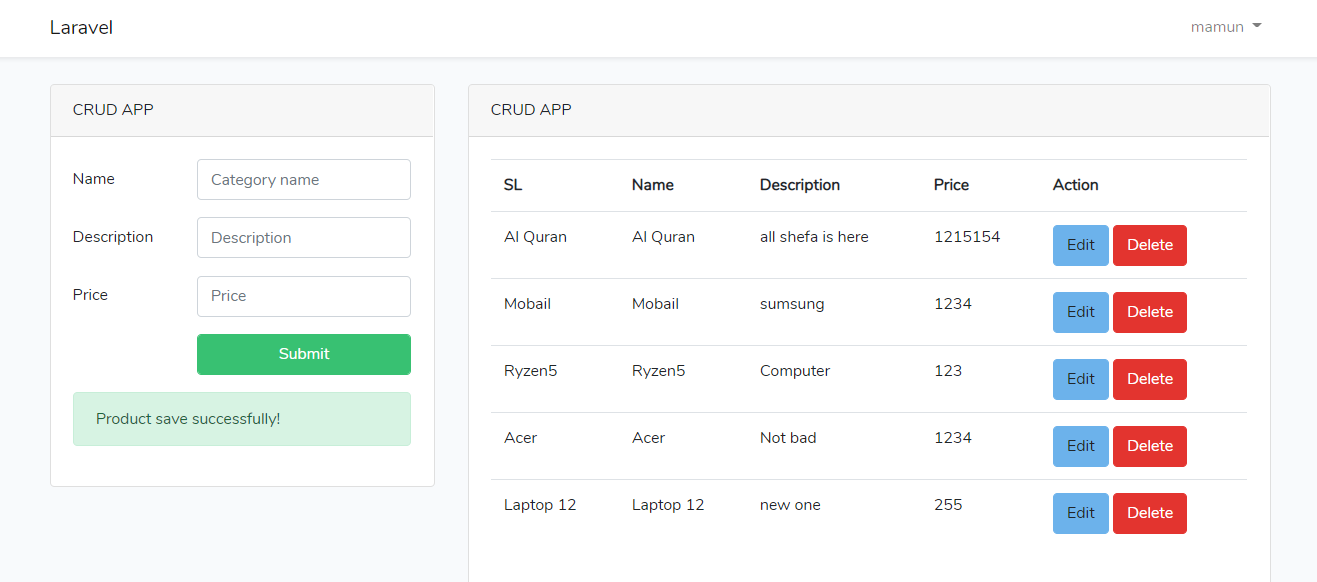 Laravel
mamun
CRUD APP
Name
Category name
Description
Description
Price
Price
Submit
Product save successfully!
CRUD APP
SL Name Description Price Action
Al Quran Al Quran all shefa is here 1215154 Edit Delete
Mobail Mobail sumsung 1234 Edit Delete
Ryzen5 Ryzen5 Computer 123 Edit Delete
Acer Acer Not bad 1234 Edit Delete
Laptop 12 Laptop 12 new one 255 Edit Delete